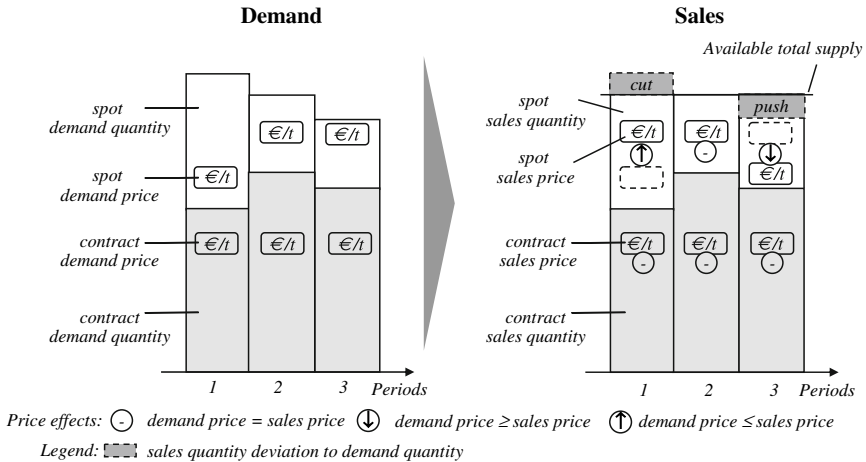 Demand
Sales
Available total supply
spot
demand quantity
spot
demand price
contract
demand price
contract
demand quantity
€/t
€/t
€/t
€/t
€/t
€/t
1
2
3
Periods
cut
push
spot
sales quantity
spot
sales price
contract
sales price
contract
sales quantity
€/t
€/t
€/t
€/t
€/t
€/t
-
-
-
-
1
2
3
Periods
Price effects: - demand price = sales price ↓ demand price ≥ sales price ↑ demand price ≤ sales price
Legend: sales quantity deviation to demand quantity